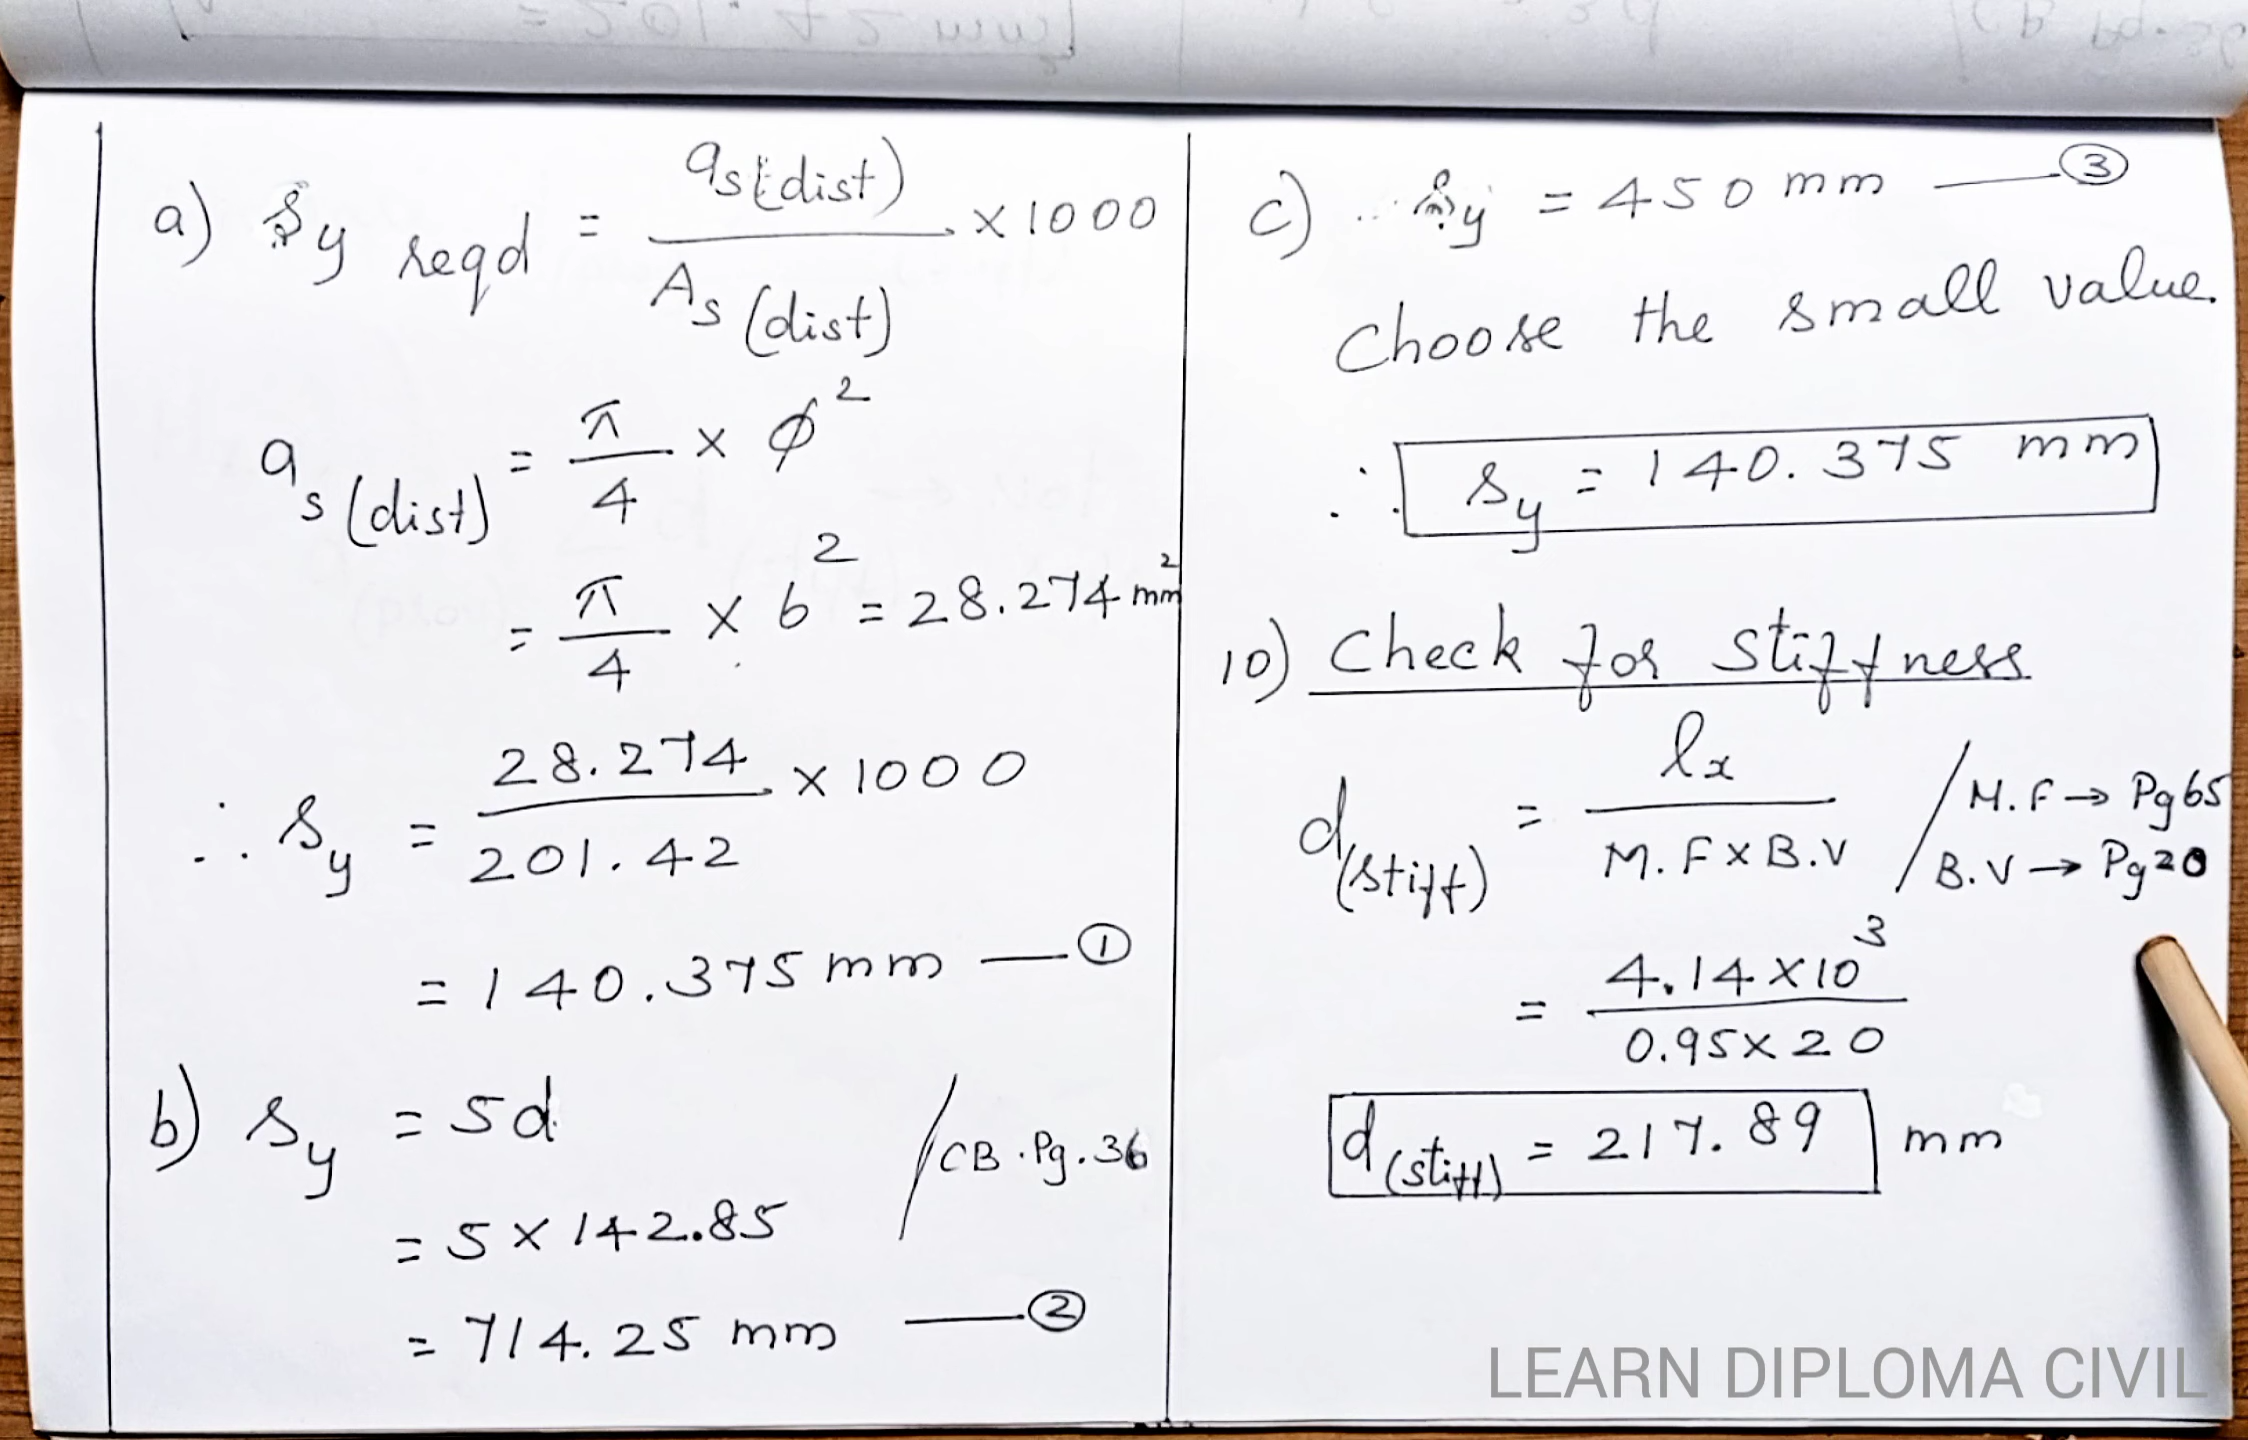 a) sy reqd = as(dist) / As(dist) × 1000
as(dist) = π/4 × ϕ²
= π/4 × 6² = 28.274 mm²
∴ sy = 28.274 / 201.42 × 1000
= 140.375 mm —— ①
b) sy = 5d /CB.Pg.36
= 5 × 142.85
= 714.25 mm —— ②
c) sy = 450 mm —— ③
Choose the small value.
∴ sy = 140.375 mm
10) Check for stiffness
d(stiff) = lx / M.F×B.V / M.F → Pg 65
B.V → Pg 20
= 4.14×10³ / 0.95×20
d(stiff) = 217.89 mm
LEARN DIPLOMA CIVIL